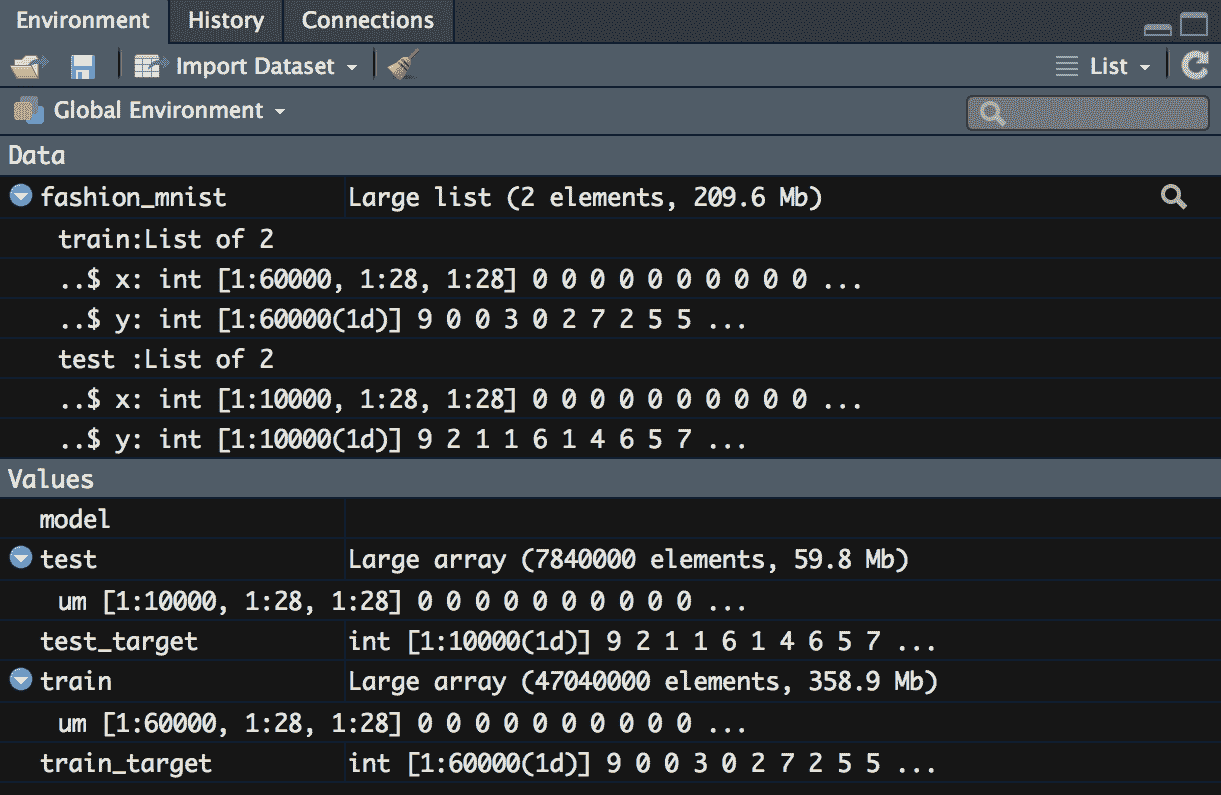 Environment History Connections
Import Dataset List
Global Environment
Data
fashion_mnist Large list (2 elements, 209.6 Mb)
train:List of 2
..$ x: int [1:60000, 1:28, 1:28] 0 0 0 0 0 0 0 0 0 0 ...
..$ y: int [1:60000(1d)] 9 0 0 3 0 2 7 2 5 5 ...
test :List of 2
..$ x: int [1:10000, 1:28, 1:28] 0 0 0 0 0 0 0 0 0 0 ...
..$ y: int [1:10000(1d)] 9 2 1 1 6 1 4 6 5 7 ...
Values
model
test Large array (7840000 elements, 59.8 Mb)
um [1:10000, 1:28, 1:28] 0 0 0 0 0 0 0 0 0 0 ...
test_target int [1:10000(1d)] 9 2 1 1 6 1 4 6 5 7 ...
train Large array (47040000 elements, 358.9 Mb)
um [1:60000, 1:28, 1:28] 0 0 0 0 0 0 0 0 0 0 ...
train_target int [1:60000(1d)] 9 0 0 3 0 2 7 2 5 5 ...